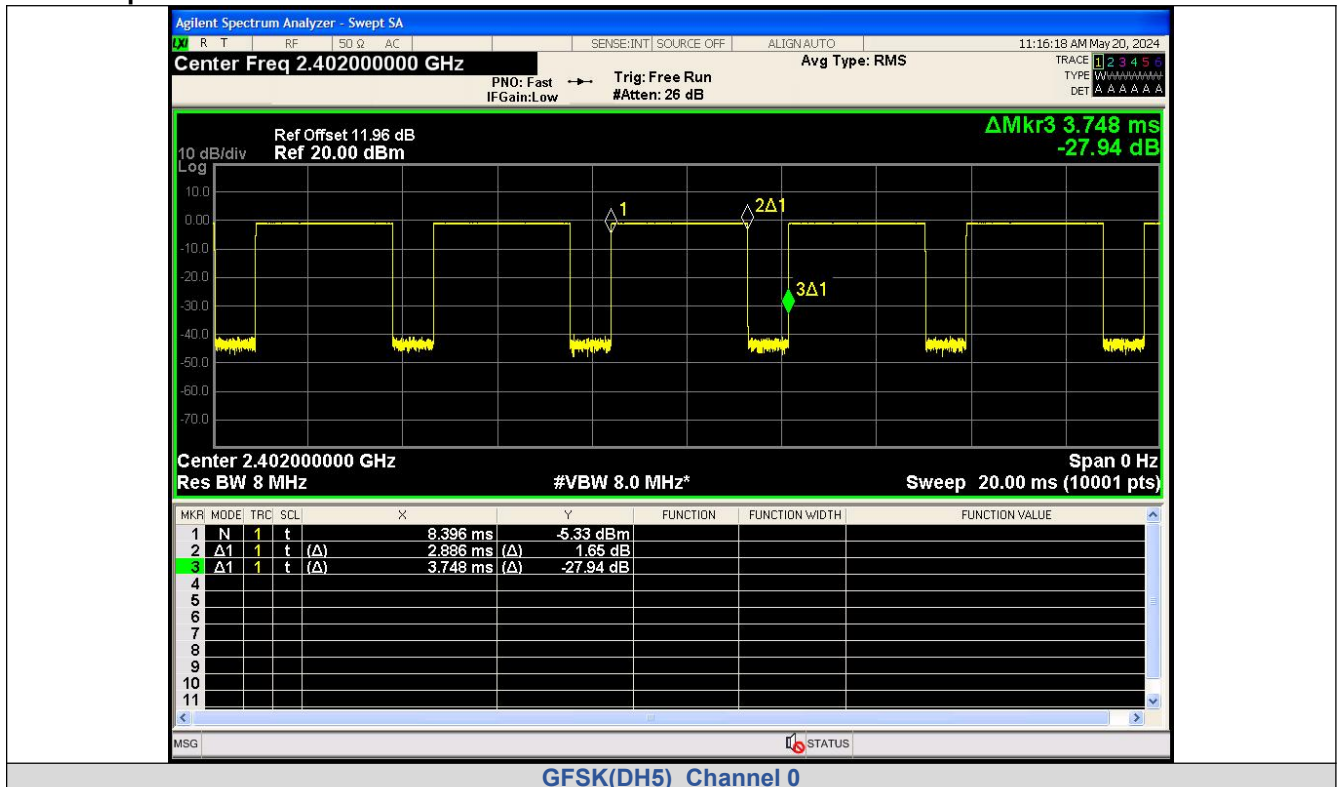 Agilent Spectrum Analyzer - Swept SA
LXI R T RF 50 Ω AC SENSE:INT SOURCE OFF ALIGN AUTO 11:16:18 AM May 20, 2024
Center Freq 2.402000000 GHz Avg Type: RMS TRACE 1 2 3 4 5 6
PNO: Fast Trig: Free Run TYPE WWWWWW
IFGain:Low #Atten: 26 dB DET A A A A A A
ΔMkr3 3.748 ms
Ref Offset 11.96 dB
10 dB/div Ref 20.00 dBm -27.94 dB
Log
10.0
1
2Δ1
0.00
-10.0
-20.0
3Δ1
-30.0
-40.0
-50.0
-60.0
-70.0
Center 2.402000000 GHz Span 0 Hz
Res BW 8 MHz #VBW 8.0 MHz* Sweep 20.00 ms (10001 pts)
MKR MODE TRC SCL X Y FUNCTION FUNCTION WIDTH FUNCTION VALUE
1 N 1 t 8.396 ms -5.33 dBm
2 Δ1 1 t (Δ) 2.886 ms (Δ) 1.65 dB
3 Δ1 1 t (Δ) 3.748 ms (Δ) -27.94 dB
4
5
6
7
8
9
10
11
MSG STATUS
GFSK(DH5) Channel 0